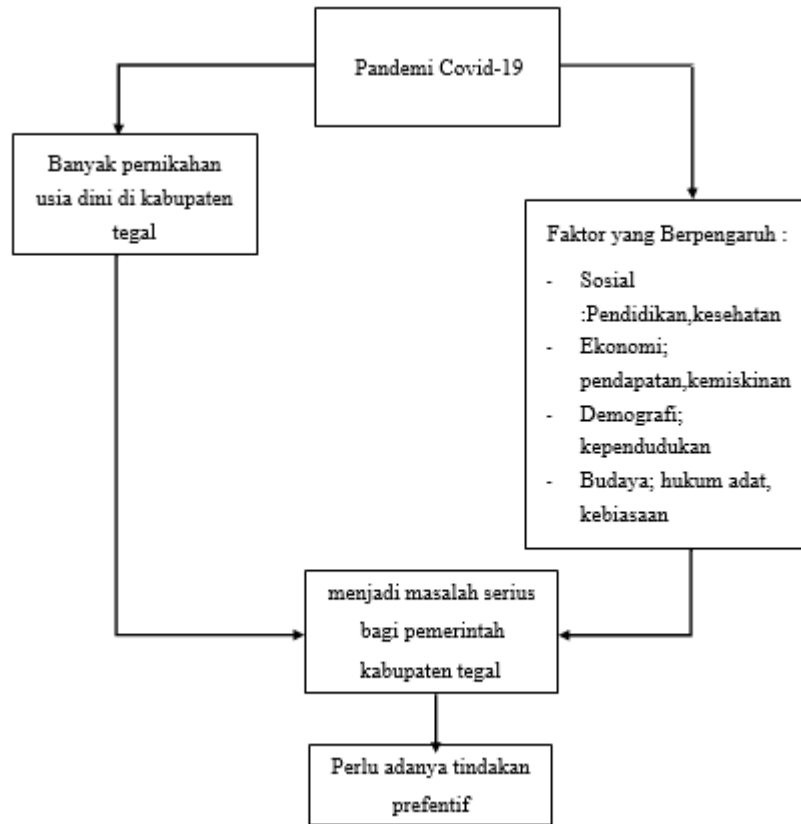 Pandemi Covid-19
Banyak pernikahan
usia dini di kabupaten
tegal
Faktor yang Berpengaruh :
- Sosial
:Pendidikan,kesehatan
- Ekonomi;
pendapatan,kemiskinan
- Demografi;
kependudukan
- Budaya; hukum adat,
kebiasaan
menjadi masalah serius
bagi pemerintah
kabupaten tegal
Perlu adanya tindakan
prefentif